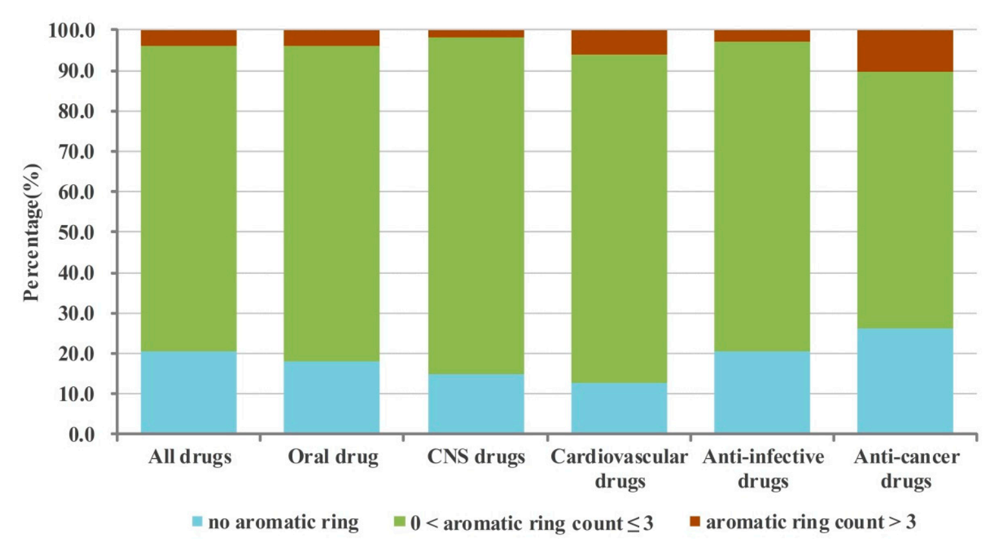 Percentage(%)
100.0
90.0
80.0
70.0
60.0
50.0
40.0
30.0
20.0
10.0
0.0
All drugs
Oral drug
CNS drugs
Cardiovascular
drugs
Anti-infective
drugs
Anti-cancer
drugs
no aromatic ring
0 < aromatic ring count ≤ 3
aromatic ring count > 3